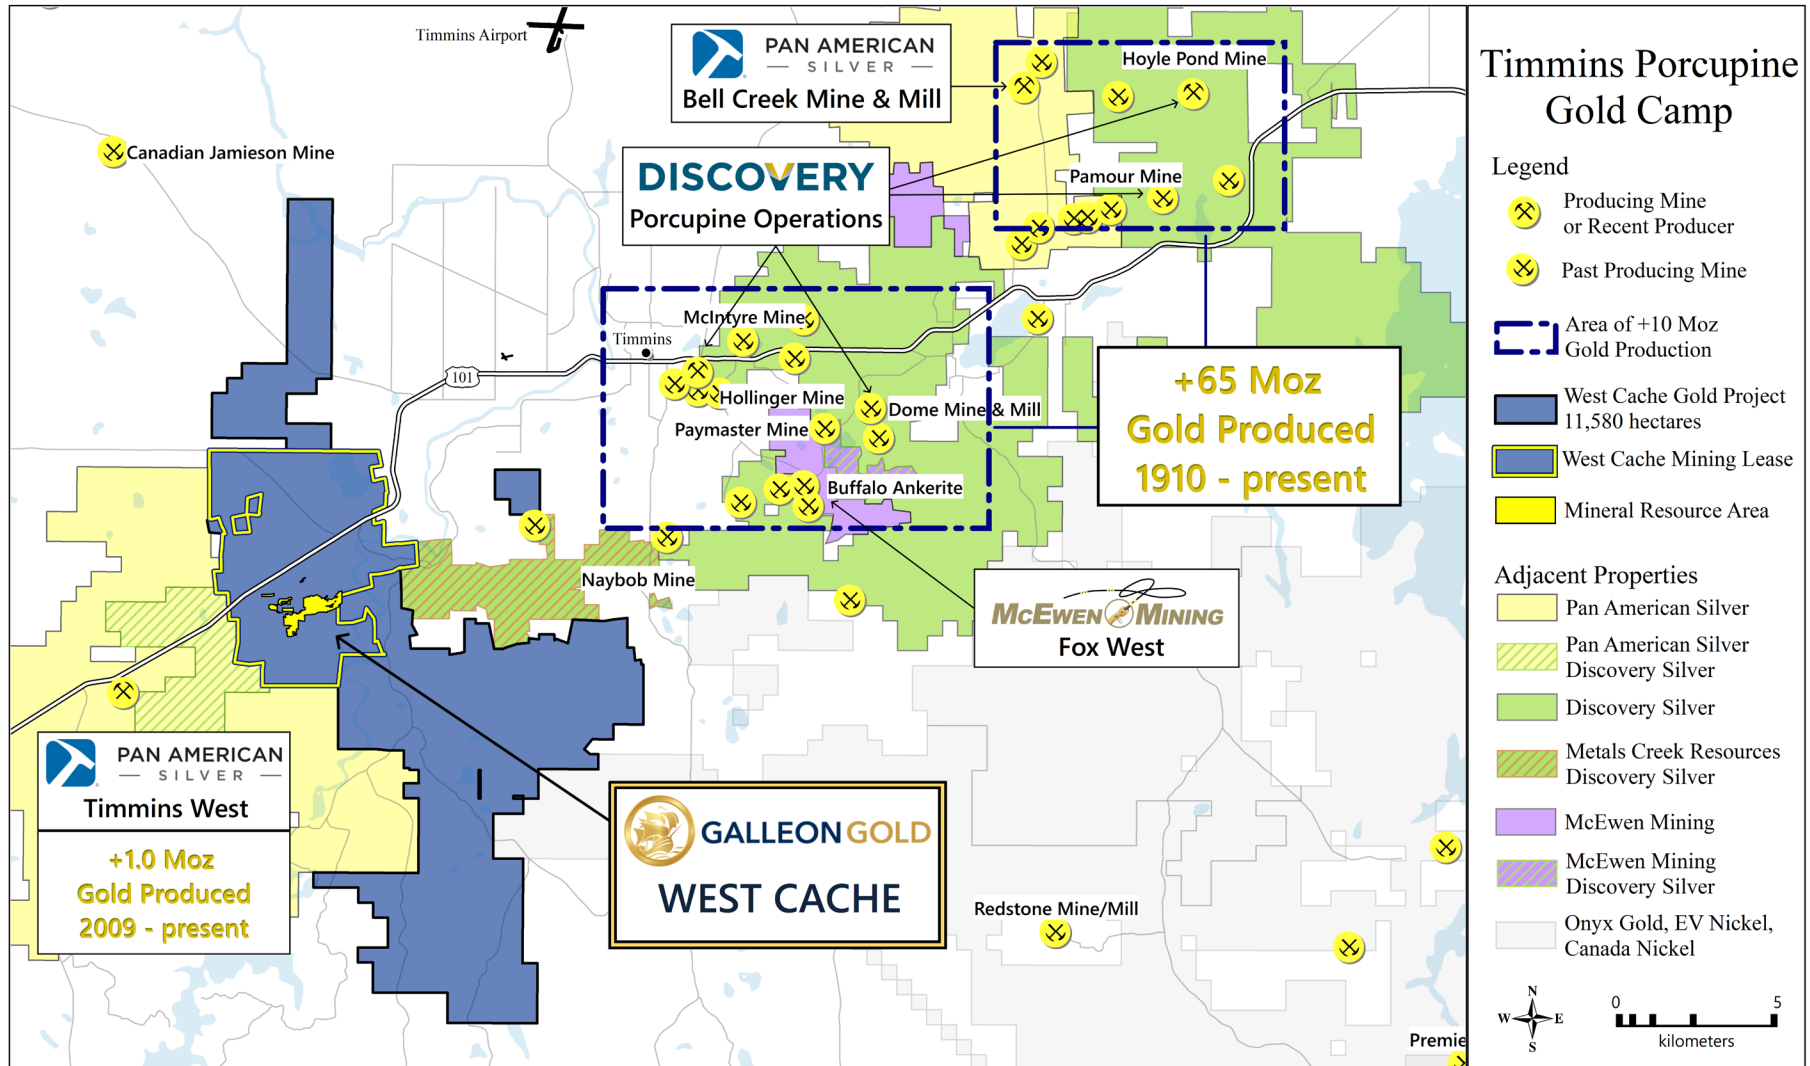 Timmins Airport
PAN AMERICAN
SILVER
Bell Creek Mine & Mill
Hoyle Pond Mine
Canadian Jamieson Mine
DISCOVERY
Porcupine Operations
Pamour Mine
McIntyre Mine
Timmins
101
Hollinger Mine
Dome Mine & Mill
Paymaster Mine
Buffalo Ankerite
+65 Moz
Gold Produced
1910 - present
Naybob Mine
McEWEN MINING
Fox West
PAN AMERICAN
SILVER
Timmins West
+1.0 Moz
Gold Produced
2009 - present
GALLEON GOLD
WEST CACHE
Redstone Mine/Mill
Premie
Timmins Porcupine
Gold Camp
Legend
Producing Mine
or Recent Producer
Past Producing Mine
Area of +10 Moz
Gold Production
West Cache Gold Project
11,580 hectares
West Cache Mining Lease
Mineral Resource Area
Adjacent Properties
Pan American Silver
Pan American Silver
Discovery Silver
Discovery Silver
Metals Creek Resources
Discovery Silver
McEwen Mining
McEwen Mining
Discovery Silver
Onyx Gold, EV Nickel,
Canada Nickel
N
W E
S
0 5
kilometers